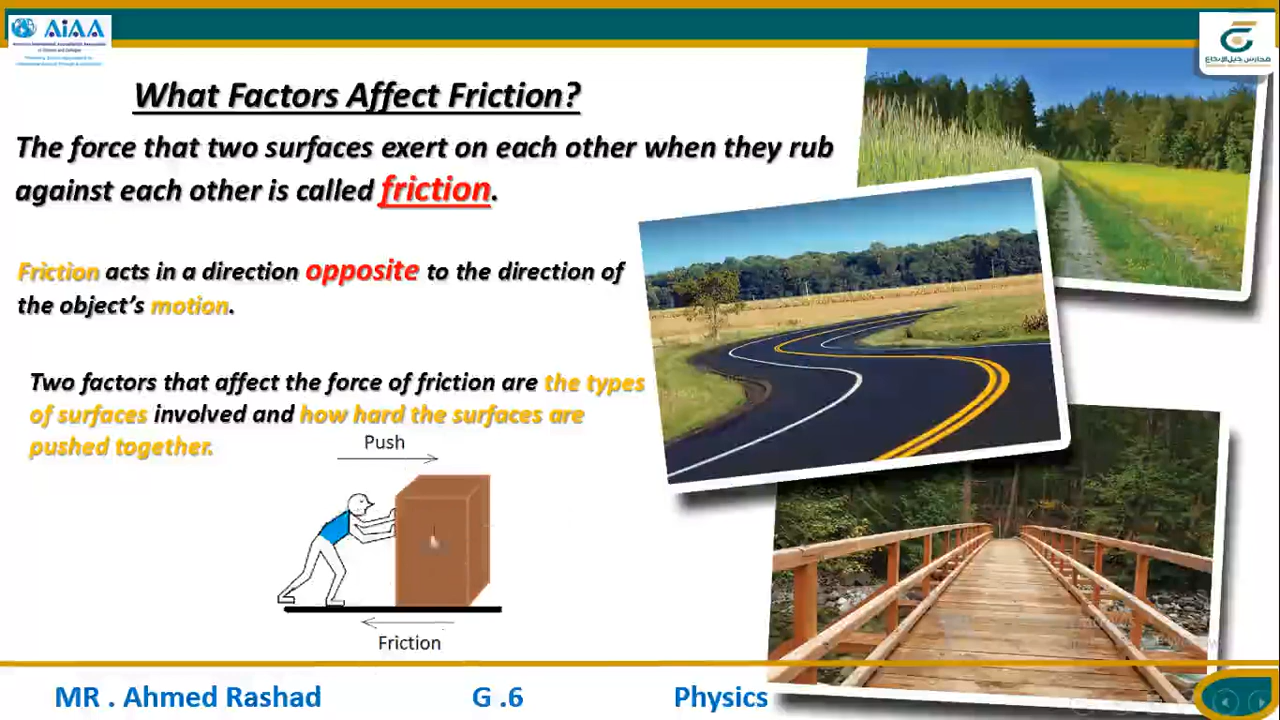 AiAA
What Factors Affect Friction?
The force that two surfaces exert on each other when they rub
against each other is called friction.
Friction acts in a direction opposite to the direction of
the object's motion.
Two factors that affect the force of friction are the types
of surfaces involved and how hard the surfaces are
pushed together.
Push
Friction
MR . Ahmed Rashad
G .6
Physics